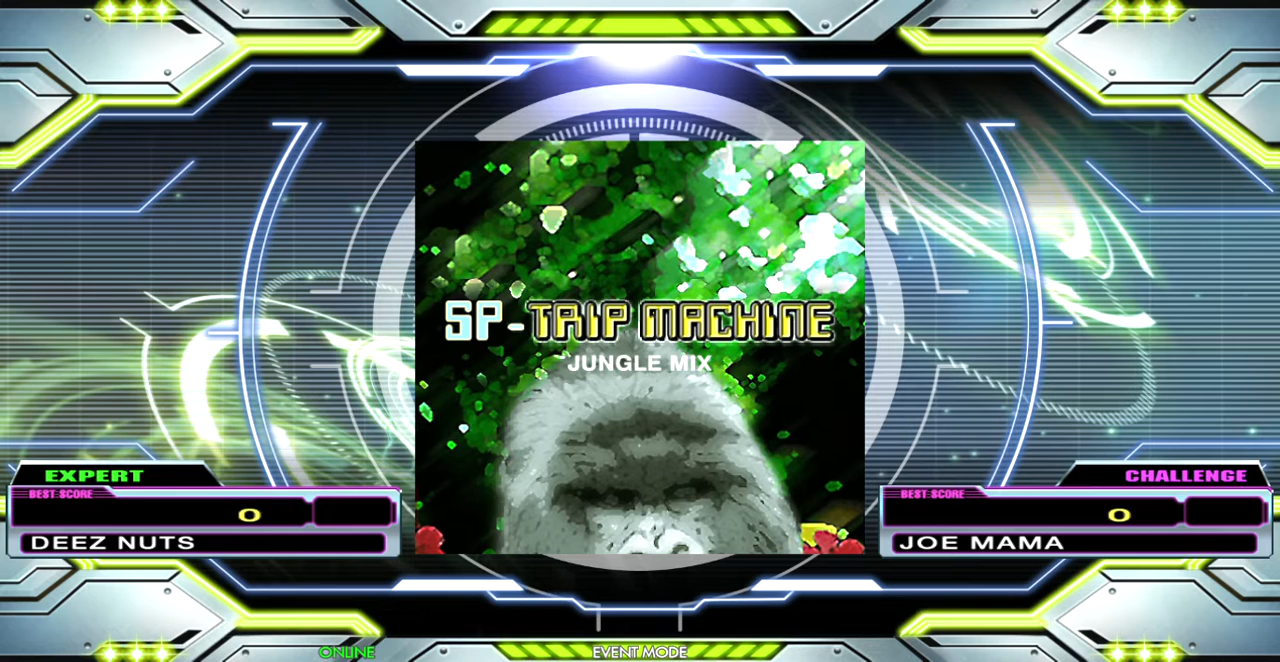 SP-TRIP MACHINE
~JUNGLE MIX
EXPERT
BEST SCORE
0
DEEZ NUTS
CHALLENGE
BEST SCORE
0
JOE MAMA
ONLINE
EVENT MODE